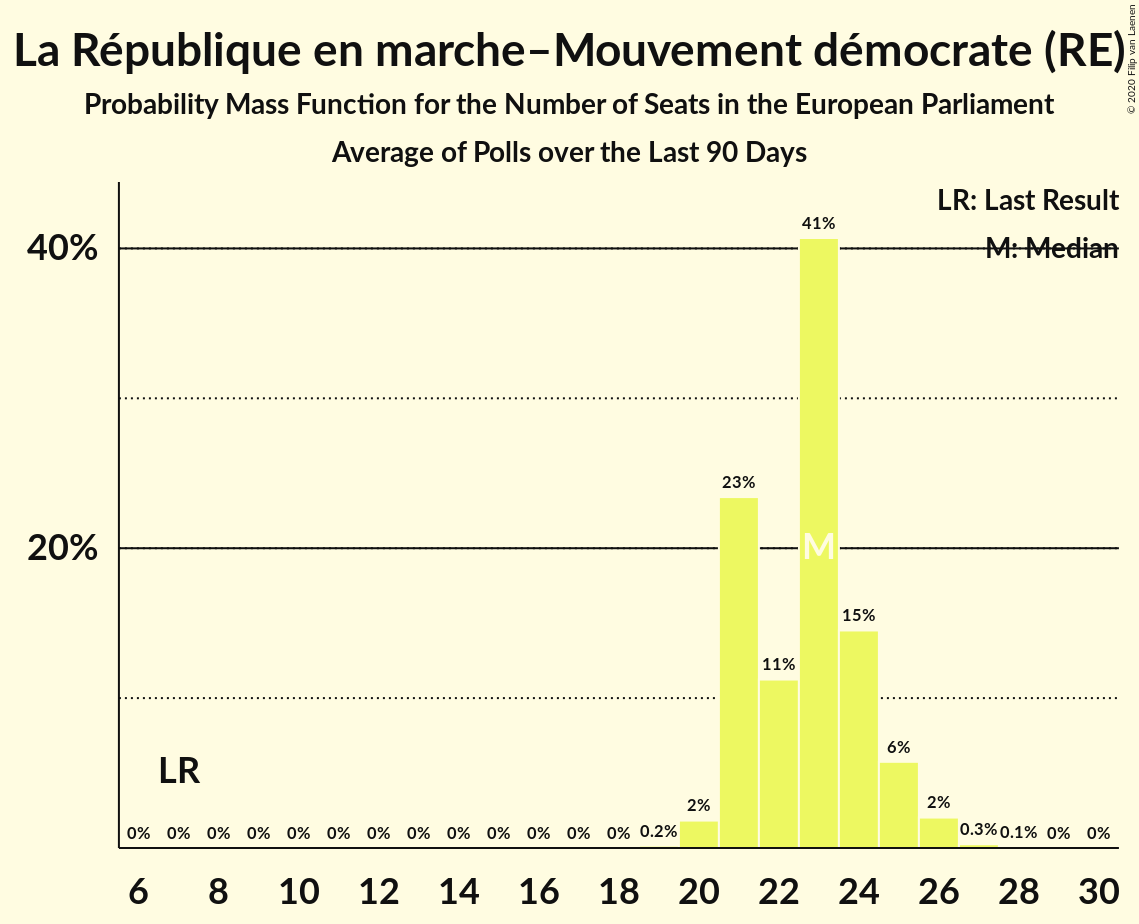 La République en marche–Mouvement démocrate (RE)
Probability Mass Function for the Number of Seats in the European Parliament
Average of Polls over the Last 90 Days
© 2020 Filip van Laenen
LR: Last Result
M: Median
40%
20%
41%
23%
M
15%
11%
LR
6%
2%
2%
0% 0% 0% 0% 0% 0% 0% 0% 0% 0% 0% 0% 0% 0.2% 0.3% 0.1% 0% 0%
6 8 10 12 14 16 18 20 22 24 26 28 30